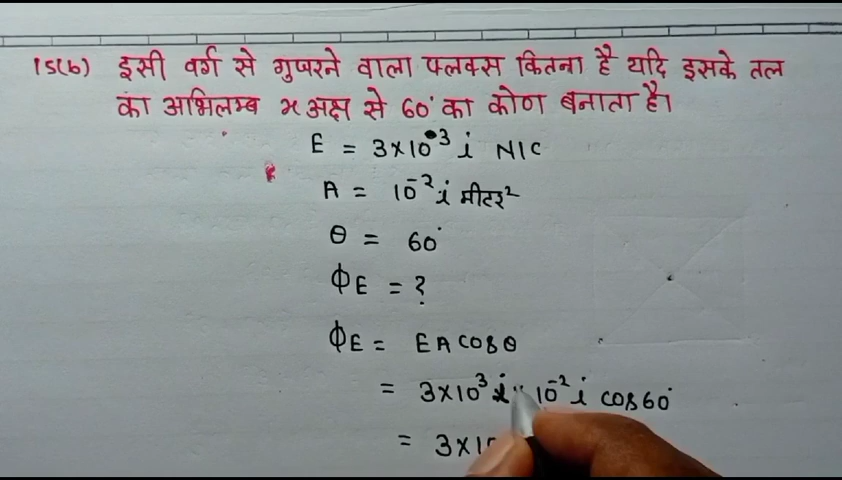 15(b) इसी वर्ग से गुजरने वाला फ्लक्स कितना है यदि इसके तल
का अभिलम्ब x अक्ष से 60° का कोण बनाता है।
E = 3×10³ i N/C
A = 10⁻² i मीटर²
θ = 60°
ϕE = ?
ϕE = EA cosθ
= 3×10³ i × 10⁻² i cos60°
= 3×10